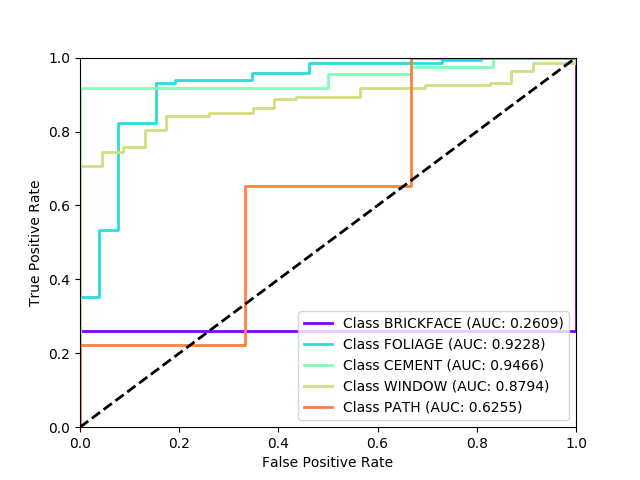 1.0
0.8
0.6
0.4
0.2
0.0
True Positive Rate
Class BRICKFACE (AUC: 0.2609)
Class FOLIAGE (AUC: 0.9228)
Class CEMENT (AUC: 0.9466)
Class WINDOW (AUC: 0.8794)
Class PATH (AUC: 0.6255)
0.0 0.2 0.4 0.6 0.8 1.0
False Positive Rate